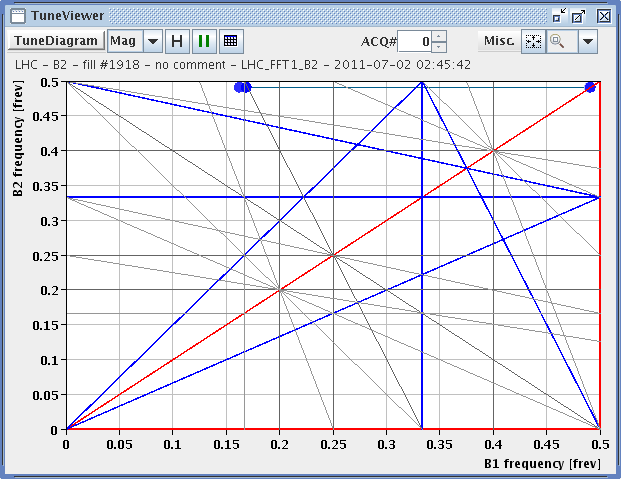 TuneViewer
TuneDiagram Mag H ACQ# 0 Misc.
LHC - B2 - fill #1918 - no comment - LHC_FFT1_B2 - 2011-07-02 02:45:42
B2 frequency [frev]
0.5
0.45
0.4
0.35
0.3
0.25
0.2
0.15
0.1
0.05
0
0 0.05 0.1 0.15 0.2 0.25 0.3 0.35 0.4 0.45 0.5
B1 frequency [frev]